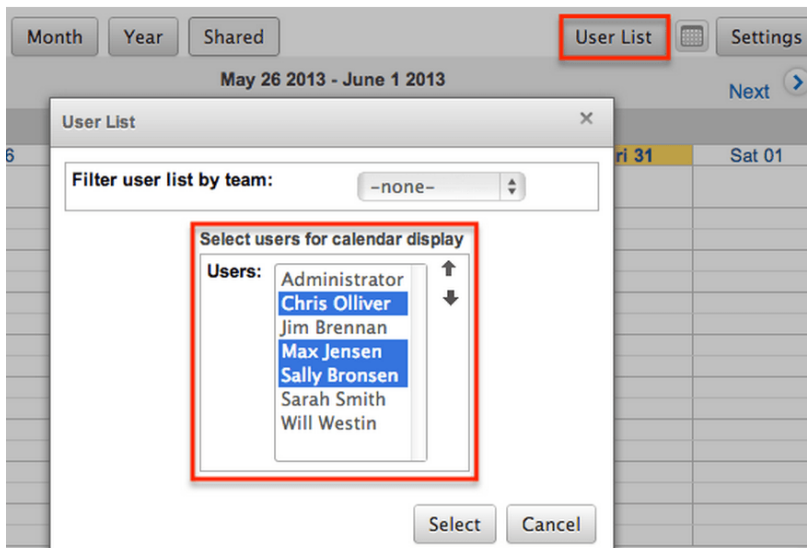 Month Year Shared User List Settings
May 26 2013 - June 1 2013
Next
User List
6 ri 31 Sat 01
Filter user list by team: -none-
Select users for calendar display
Users:
Administrator
Chris Olliver
Jim Brennan
Max Jensen
Sally Bronsen
Sarah Smith
Will Westin
Select Cancel